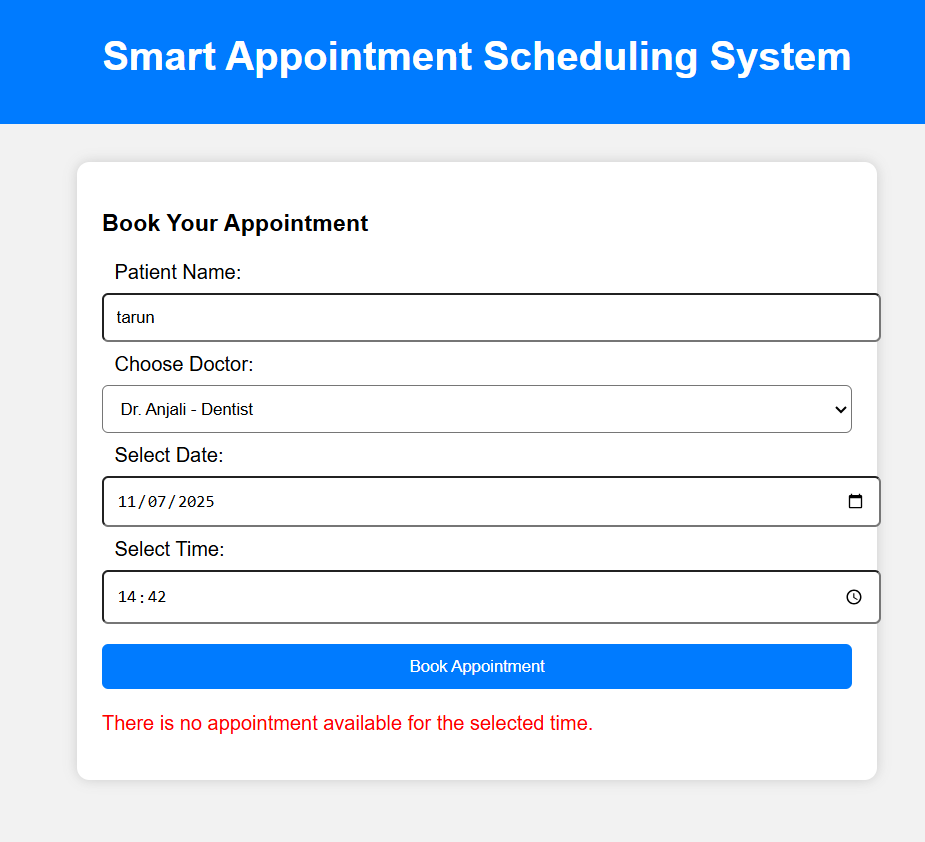 Smart Appointment Scheduling System
Book Your Appointment
Patient Name:
tarun
Choose Doctor:
Dr. Anjali - Dentist
Select Date:
11/07/2025
Select Time:
14:42
Book Appointment
There is no appointment available for the selected time.